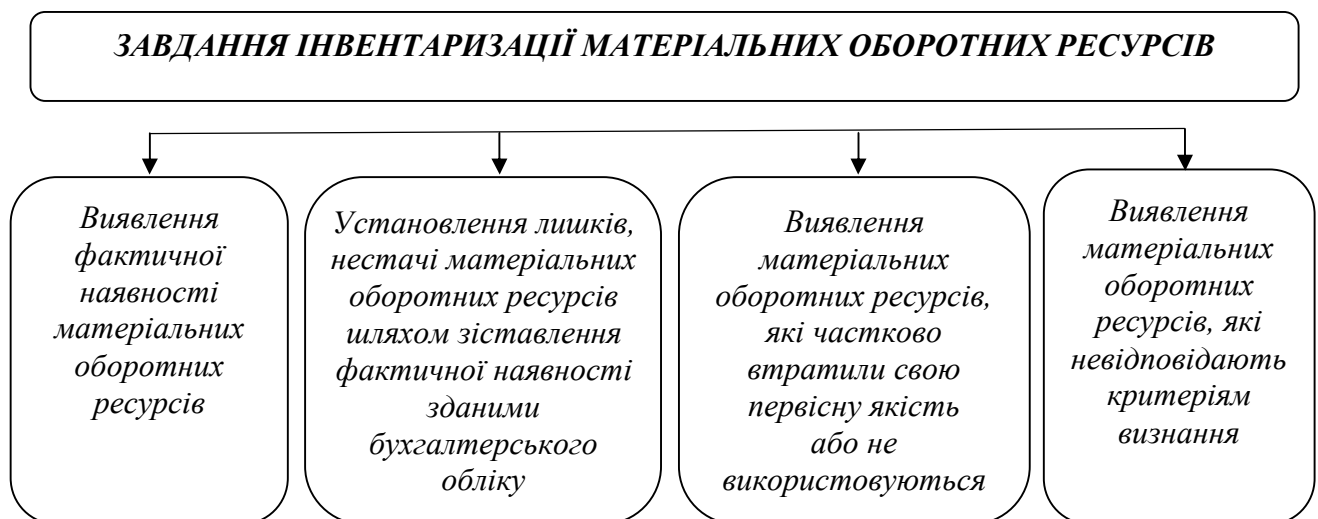 ЗАВДАННЯ ІНВЕНТАРИЗАЦІЇ МАТЕРІАЛЬНИХ ОБОРОТНИХ РЕСУРСІВ
Виявлення
фактичної
наявності
матеріальних
оборотних
ресурсів
Установлення лишків,
нестачі матеріальних
оборотних ресурсів
шляхом зіставлення
фактичної наявності
зданими
бухгалтерського
обліку
Виявлення
матеріальних
оборотних ресурсів,
які частково
втратили свою
первісну якість
або не
використовуються
Виявлення
матеріальних
оборотних
ресурсів, які
невідповідають
критеріям
визнання